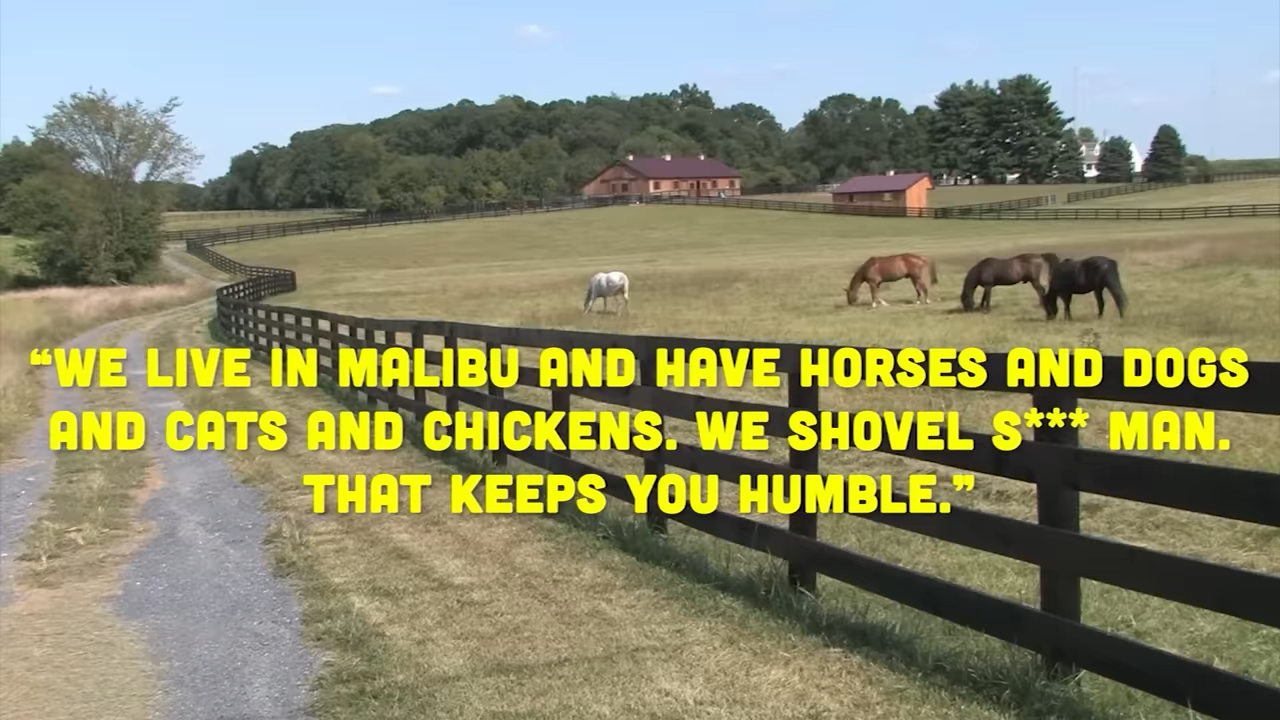 “WE LIVE IN MALIBU AND HAVE HORSES AND DOGS
AND CATS AND CHICKENS. WE SHOVEL S*** MAN.
THAT KEEPS YOU HUMBLE.”